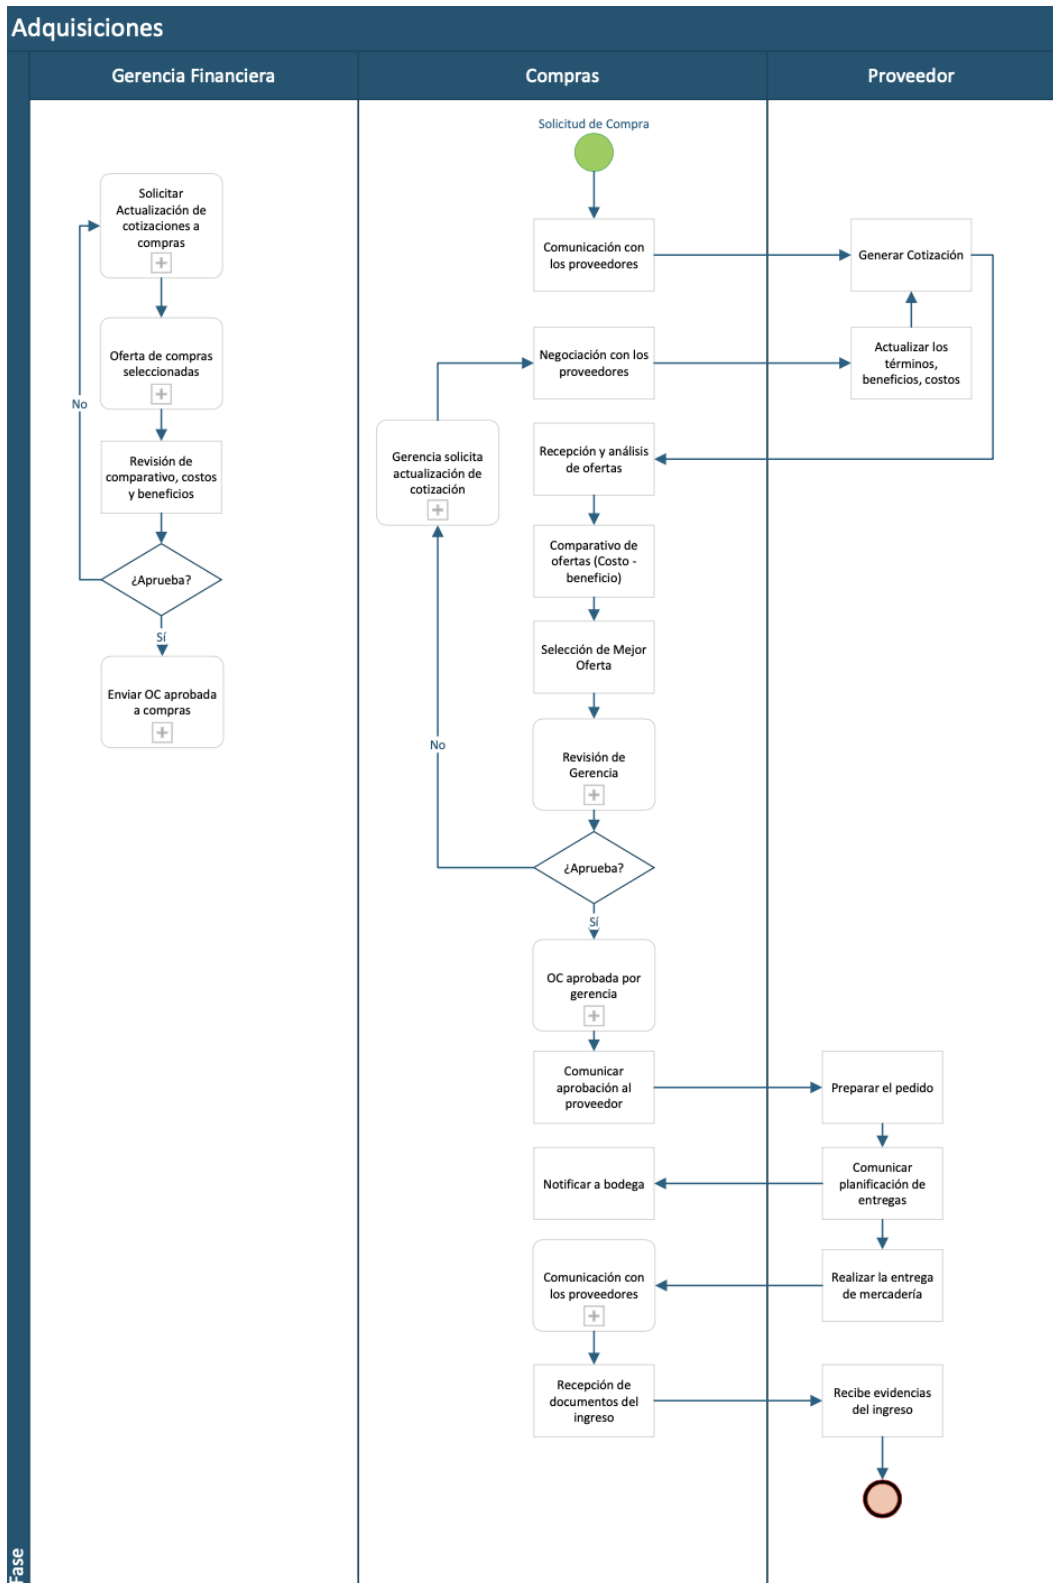 Adquisiciones
Gerencia Financiera
Compras
Proveedor
Fase
Solicitar
Actualización de
cotizaciones a
compras
Oferta de compras
seleccionadas
No
Revisión de
comparativo, costos
y beneficios
¿Aprueba?
Sí
Enviar OC aprobada
a compras
Solicitud de Compra
Comunicación con
los proveedores
Generar Cotización
Negociación con los
proveedores
Actualizar los
términos,
beneficios, costos
Gerencia solicita
actualización de
cotización
Recepción y análisis
de ofertas
Comparativo de
ofertas (Costo -
beneficio)
Selección de Mejor
Oferta
No
Revisión de
Gerencia
¿Aprueba?
Sí
OC aprobada por
gerencia
Comunicar
aprobación al
proveedor
Preparar el pedido
Notificar a bodega
Comunicar
planificación de
entregas
Comunicación con
los proveedores
Realizar la entrega
de mercadería
Recepción de
documentos del
ingreso
Recibe evidencias
del ingreso